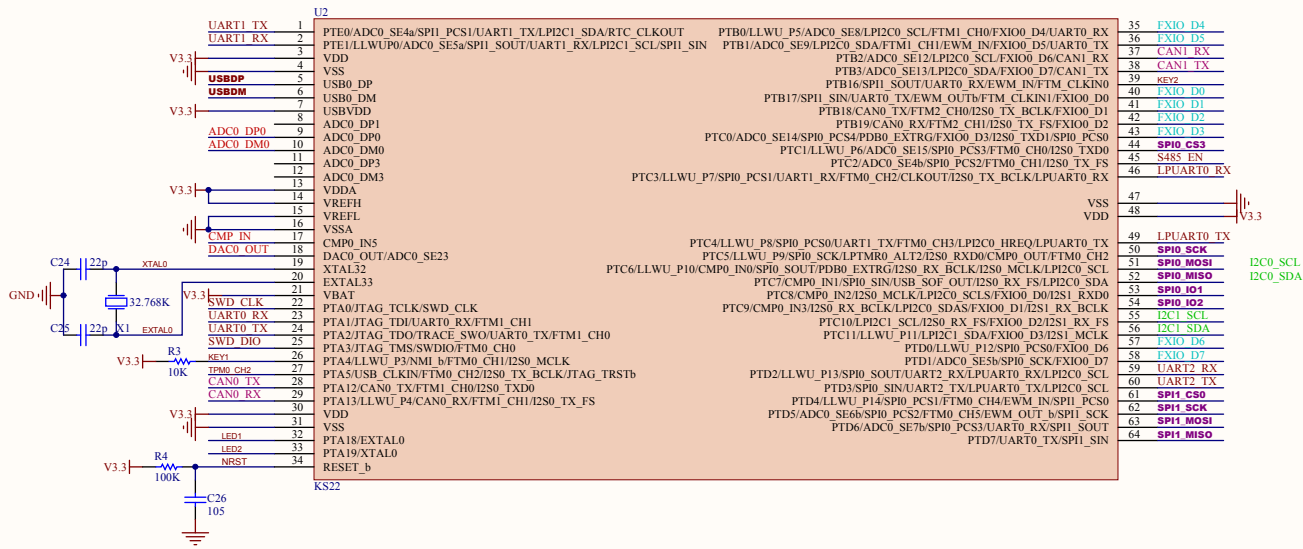 U2
UART1_TX 1 PTE0/ADC0_SE4a/SPI1_PCS1/UART1_TX/LPI2C1_SDA/RTC_CLKOUT
UART1_RX 2 PTE1/LLWUP0/ADC0_SE5a/SPI1_SOUT/UART1_RX/LPI2C1_SCL/SPI1_SIN
V3.3 3 VDD
4 VSS
USBDP 5 USB0_DP
USBDM 6 USB0_DM
V3.3 7 USBVDD
8 ADC0_DP1
ADC0_DP0 9 ADC0_DP0
ADC0_DM0 10 ADC0_DM0
11 ADC0_DP3
12 ADC0_DM3
V3.3 13 VDDA
14 VREFH
15 VREFL
16 VSSA
CMP_IN 17 CMP0_IN5
DAC0_OUT 18 DAC0_OUT/ADC0_SE23
C24 22p XTAL0 19 XTAL32
20 EXTAL33
GND 32.768K V3.3 21 VBAT
SWD_CLK 22 PTA0/JTAG_TCLK/SWD_CLK
UART0_RX 23 PTA1/JTAG_TDI/UART0_RX/FTM1_CH1
C25 22p X1 EXTAL0 UART0_TX 24 PTA2/JTAG_TDO/TRACE_SWO/UART0_TX/FTM1_CH0
SWD_DIO 25 PTA3/JTAG_TMS/SWDIO/FTM0_CH0
V3.3 R3 10K KEY1 26 PTA4/LLWU_P3/NMI_b/FTM0_CH1/I2S0_MCLK
TPM0_CH2 27 PTA5/USB_CLKIN/FTM0_CH2/I2S0_TX_BCLK/JTAG_TRSTb
CAN0_TX 28 PTA12/CAN0_TX/FTM1_CH0/I2S0_TXD0
CAN0_RX 29 PTA13/LLWU_P4/CAN0_RX/FTM1_CH1/I2S0_TX_FS
V3.3 30 VDD
31 VSS
LED1 32 PTA18/EXTAL0
LED2 33 PTA19/XTAL0
V3.3 R4 100K NRST 34 RESET_b
C26
105
PTB0/LLWU_P5/ADC0_SE8/LPI2C0_SCL/FTM1_CH0/FXIO0_D4/UART0_RX 35 FXIO_D4
PTB1/ADC0_SE9/LPI2C0_SDA/FTM1_CH1/EWM_IN/FXIO0_D5/UART0_TX 36 FXIO_D5
PTB2/ADC0_SE12/LPI2C0_SCL/FXIO0_D6/CAN1_RX 37 CAN1_RX
PTB3/ADC0_SE13/LPI2C0_SDA/FXIO0_D7/CAN1_TX 38 CAN1_TX
PTB16/SPI1_SOUT/UART0_RX/EWM_IN/FTM_CLKIN0 39 KEY2
PTB17/SPI1_SIN/UART0_TX/EWM_OUTb/FTM_CLKIN1/FXIO0_D0 40 FXIO_D0
PTB18/CAN0_TX/FTM2_CH0/I2S0_TX_BCLK/FXIO0_D1 41 FXIO_D1
PTB19/CAN0_RX/FTM2_CH1/I2S0_TX_FS/FXIO0_D2 42 FXIO_D2
PTC0/ADC0_SE14/SPI0_PCS4/PDB0_EXTRG/FXIO0_D3/I2S0_TXD1/SPI0_PCS0 43 FXIO_D3
PTC1/LLWU_P6/ADC0_SE15/SPI0_PCS3/FTM0_CH0/I2S0_TXD0 44 SPI0_CS3
PTC2/ADC0_SE4b/SPI0_PCS2/FTM0_CH1/I2S0_TX_FS 45 S485_EN
PTC3/LLWU_P7/SPI0_PCS1/UART1_RX/FTM0_CH2/CLKOUT/I2S0_TX_BCLK/LPUART0_RX 46 LPUART0_RX
VSS 47
VDD 48 V3.3
PTC4/LLWU_P8/SPI0_PCS0/UART1_TX/FTM0_CH3/LPI2C0_HREQ/LPUART0_TX 49 LPUART0_TX
PTC5/LLWU_P9/SPI0_SCK/LPTMR0_ALT2/I2S0_RXD0/CMP0_OUT/FTM0_CH2 50 SPI0_SCK
PTC6/LLWU_P10/CMP0_IN0/SPI0_SOUT/PDB0_EXTRG/I2S0_RX_BCLK/I2S0_MCLK/LPI2C0_SCL 51 SPI0_MOSI I2C0_SCL
PTC7/CMP0_IN1/SPI0_SIN/USB_SOF_OUT/I2S0_RX_FS/LPI2C0_SDA 52 SPI0_MISO I2C0_SDA
PTC8/CMP0_IN2/I2S0_MCLK/LPI2C0_SCLS/FXIO0_D0/I2S1_RXD0 53 SPI0_IO1
PTC9/CMP0_IN3/I2S0_RX_BCLK/LPI2C0_SDAS/FXIO0_D1/I2S1_RX_BCLK 54 SPI0_IO2
PTC10/LPI2C1_SCL/I2S0_RX_FS/FXIO0_D2/I2S1_RX_FS 55 I2C1_SCL
PTC11/LLWU_P11/LPI2C1_SDA/FXIO0_D3/I2S1_MCLK 56 I2C1_SDA
PTD0/LLWU_P12/SPI0_PCS0/FXIO0_D6 57 FXIO_D6
PTD1/ADC0_SE5b/SPI0_SCK/FXIO0_D7 58 FXIO_D7
PTD2/LLWU_P13/SPI0_SOUT/UART2_RX/LPUART0_RX/LPI2C0_SCL 59 UART2_RX
PTD3/SPI0_SIN/UART2_TX/LPUART0_TX/LPI2C0_SCL 60 UART2_TX
PTD4/LLWU_P14/SPI0_PCS1/FTM0_CH4/EWM_IN/SPI1_PCS0 61 SPI1_CS0
PTD5/ADC0_SE6b/SPI0_PCS2/FTM0_CH5/EWM_OUT_b/SPI1_SCK 62 SPI1_SCK
PTD6/ADC0_SE7b/SPI0_PCS3/UART0_RX/SPI1_SOUT 63 SPI1_MOSI
PTD7/UART0_TX/SPI1_SIN 64 SPI1_MISO
KS22